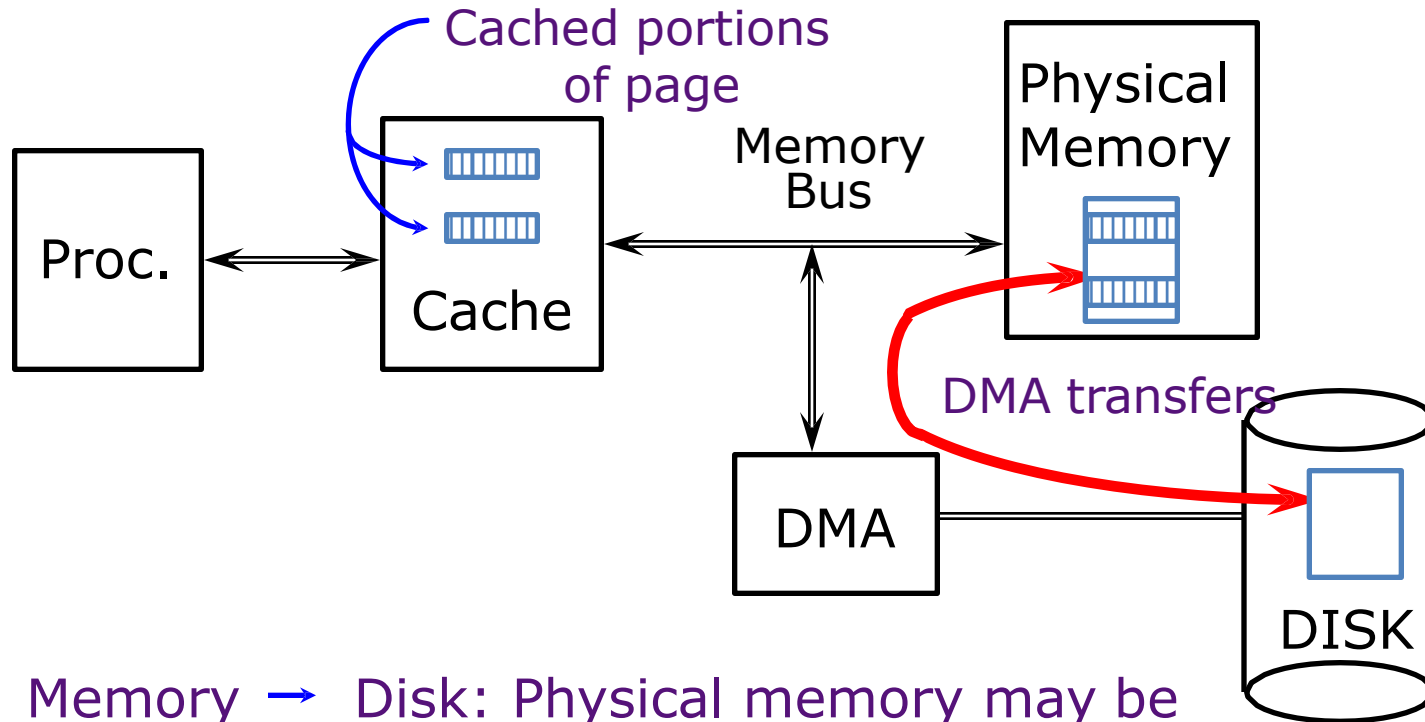 Cached portions
of page
Physical
Memory
Memory
Bus
Proc.
Cache
DMA transfers
DMA
DISK
Memory → Disk: Physical memory may be